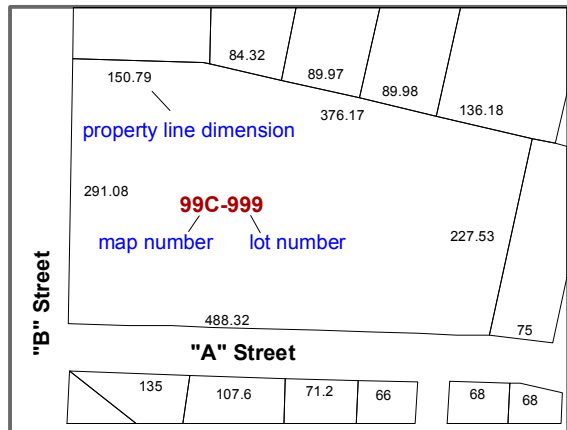 84.32
150.79
89.97
89.98
136.18
376.17
property line dimension
291.08
99C-999
map number
lot number
227.53
"B" Street
488.32
75
"A" Street
135
107.6
71.2
66
68
68